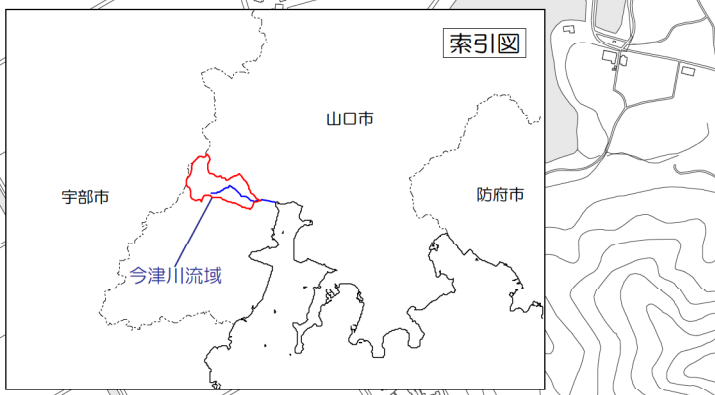 索引図
山口市
宇部市
防府市
今津川流域